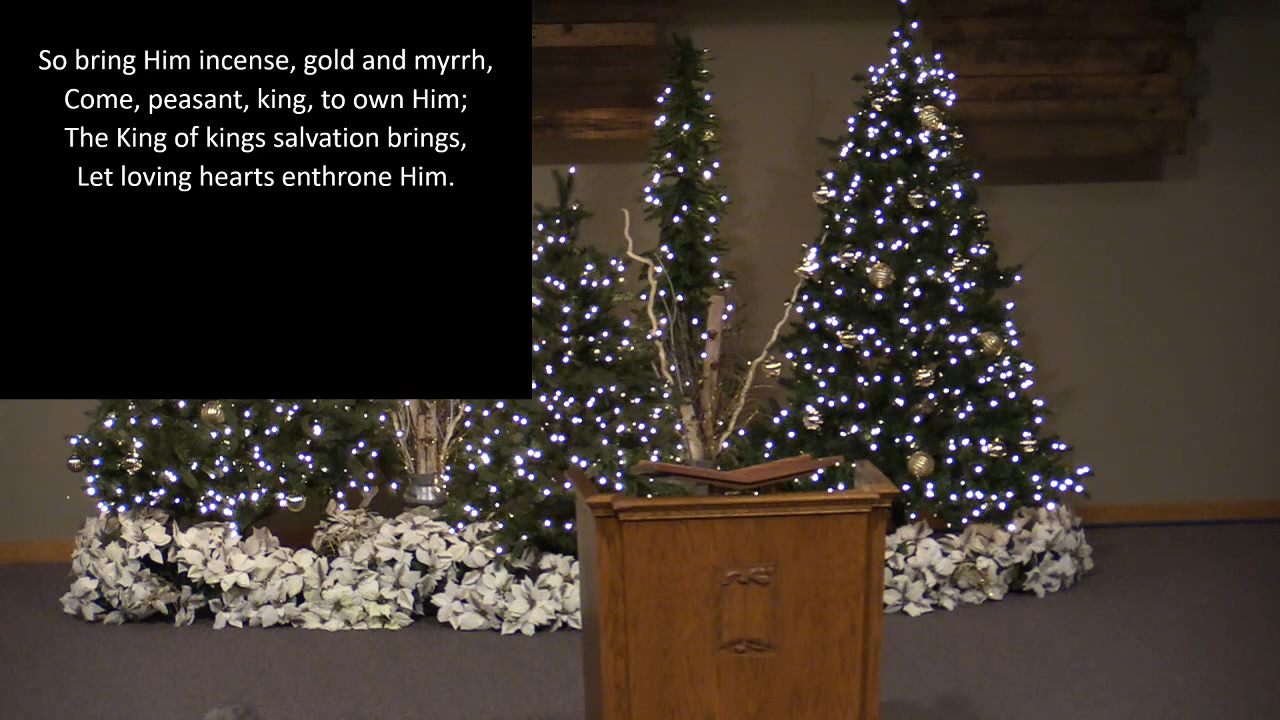 So bring Him incense, gold and myrrh,
Come, peasant, king, to own Him;
The King of kings salvation brings,
Let loving hearts enthrone Him.